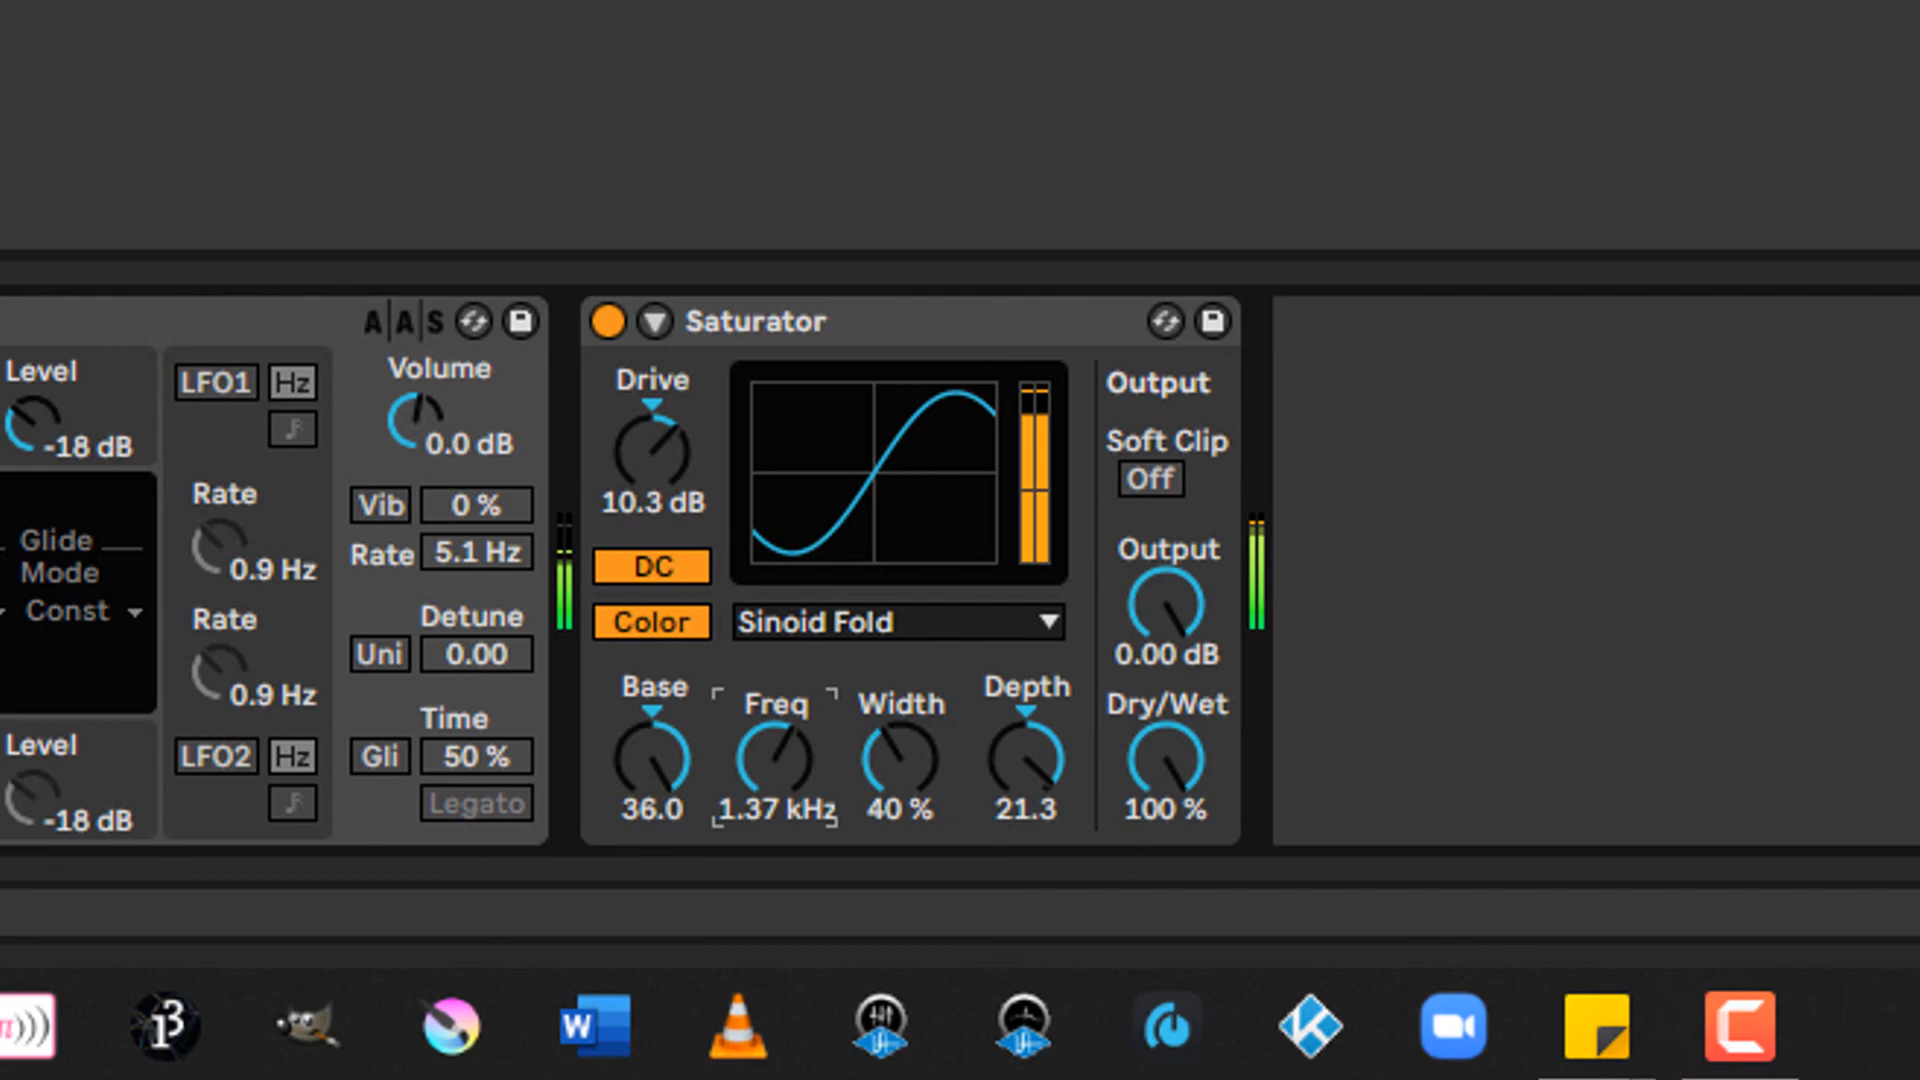 Level
-18 dB
Glide
Mode
Const
Level
-18 dB
LFO1 Hz
Rate
0.9 Hz
Rate
0.9 Hz
LFO2 Hz
A|A|S
Volume
0.0 dB
Vib 0 %
Rate 5.1 Hz
Detune
Uni 0.00
Time
Gli 50 %
Legato
Saturator
Drive
10.3 dB
DC
Color
Sinoid Fold
Base
36.0
Freq
1.37 kHz
Width
40 %
Depth
21.3
Output
Soft Clip
Off
Output
0.00 dB
Dry/Wet
100 %
n)))
i3
W